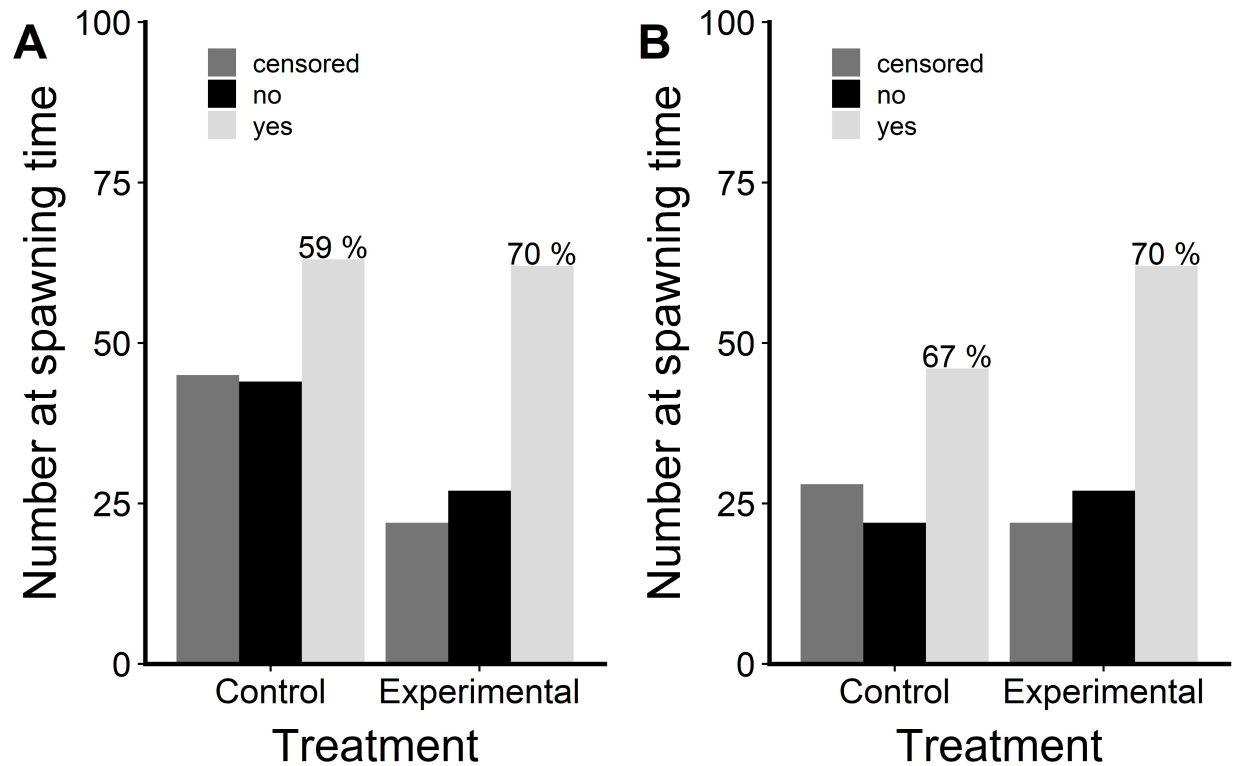 A
Number at spawning time
100
75
50
25
0
censored
no
yes
59 %
70 %
Control
Experimental
Treatment
B
Number at spawning time
100
75
50
25
0
censored
no
yes
67 %
70 %
Control
Experimental
Treatment